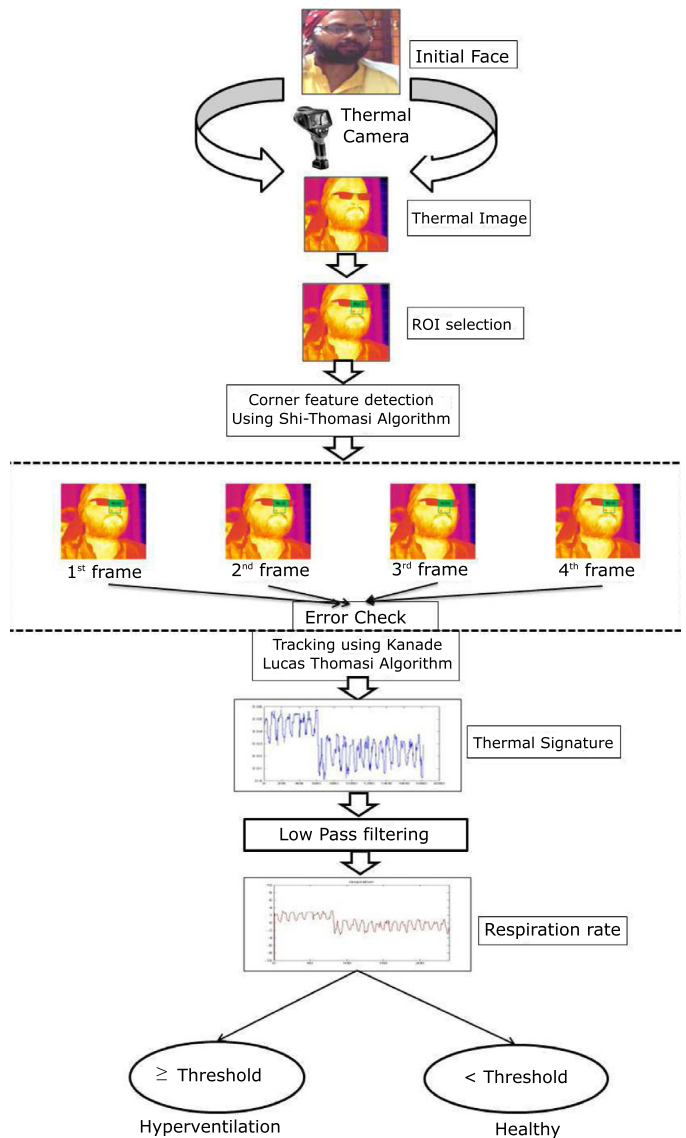 Initial Face
Thermal
Camera
Thermal Image
ROI selection
Corner feature detection
Using Shi-Thomasi Algorithm
1st frame
2nd frame
3rd frame
4th frame
Error Check
Tracking using Kanade
Lucas Thomasi Algorithm
Thermal Signature
Low Pass filtering
Respiration rate
≥ Threshold
< Threshold
Hyperventilation
Healthy